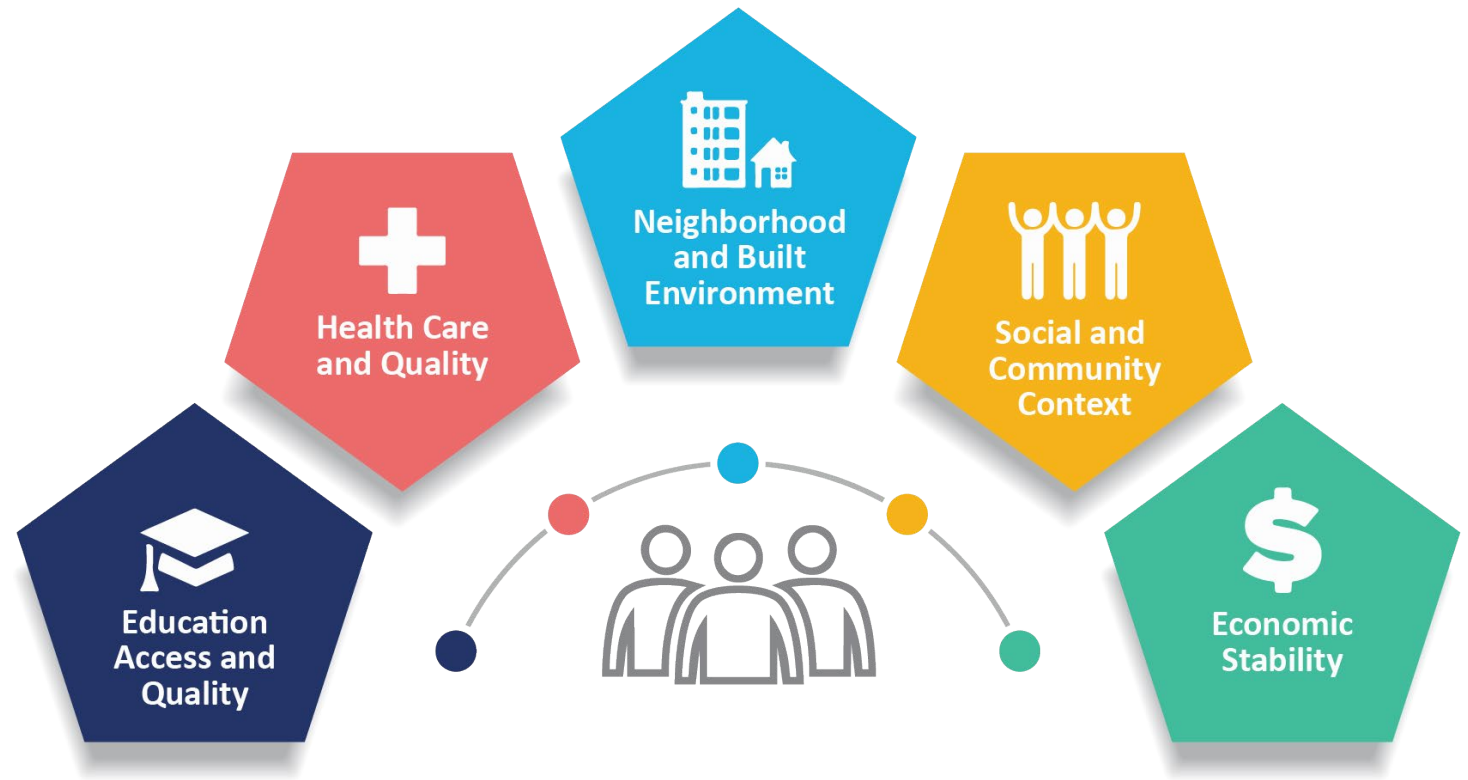 Neighborhood
and Built
Environment
Health Care
and Quality
Social and
Community
Context
Education
Access and
Quality
$
Economic
Stability